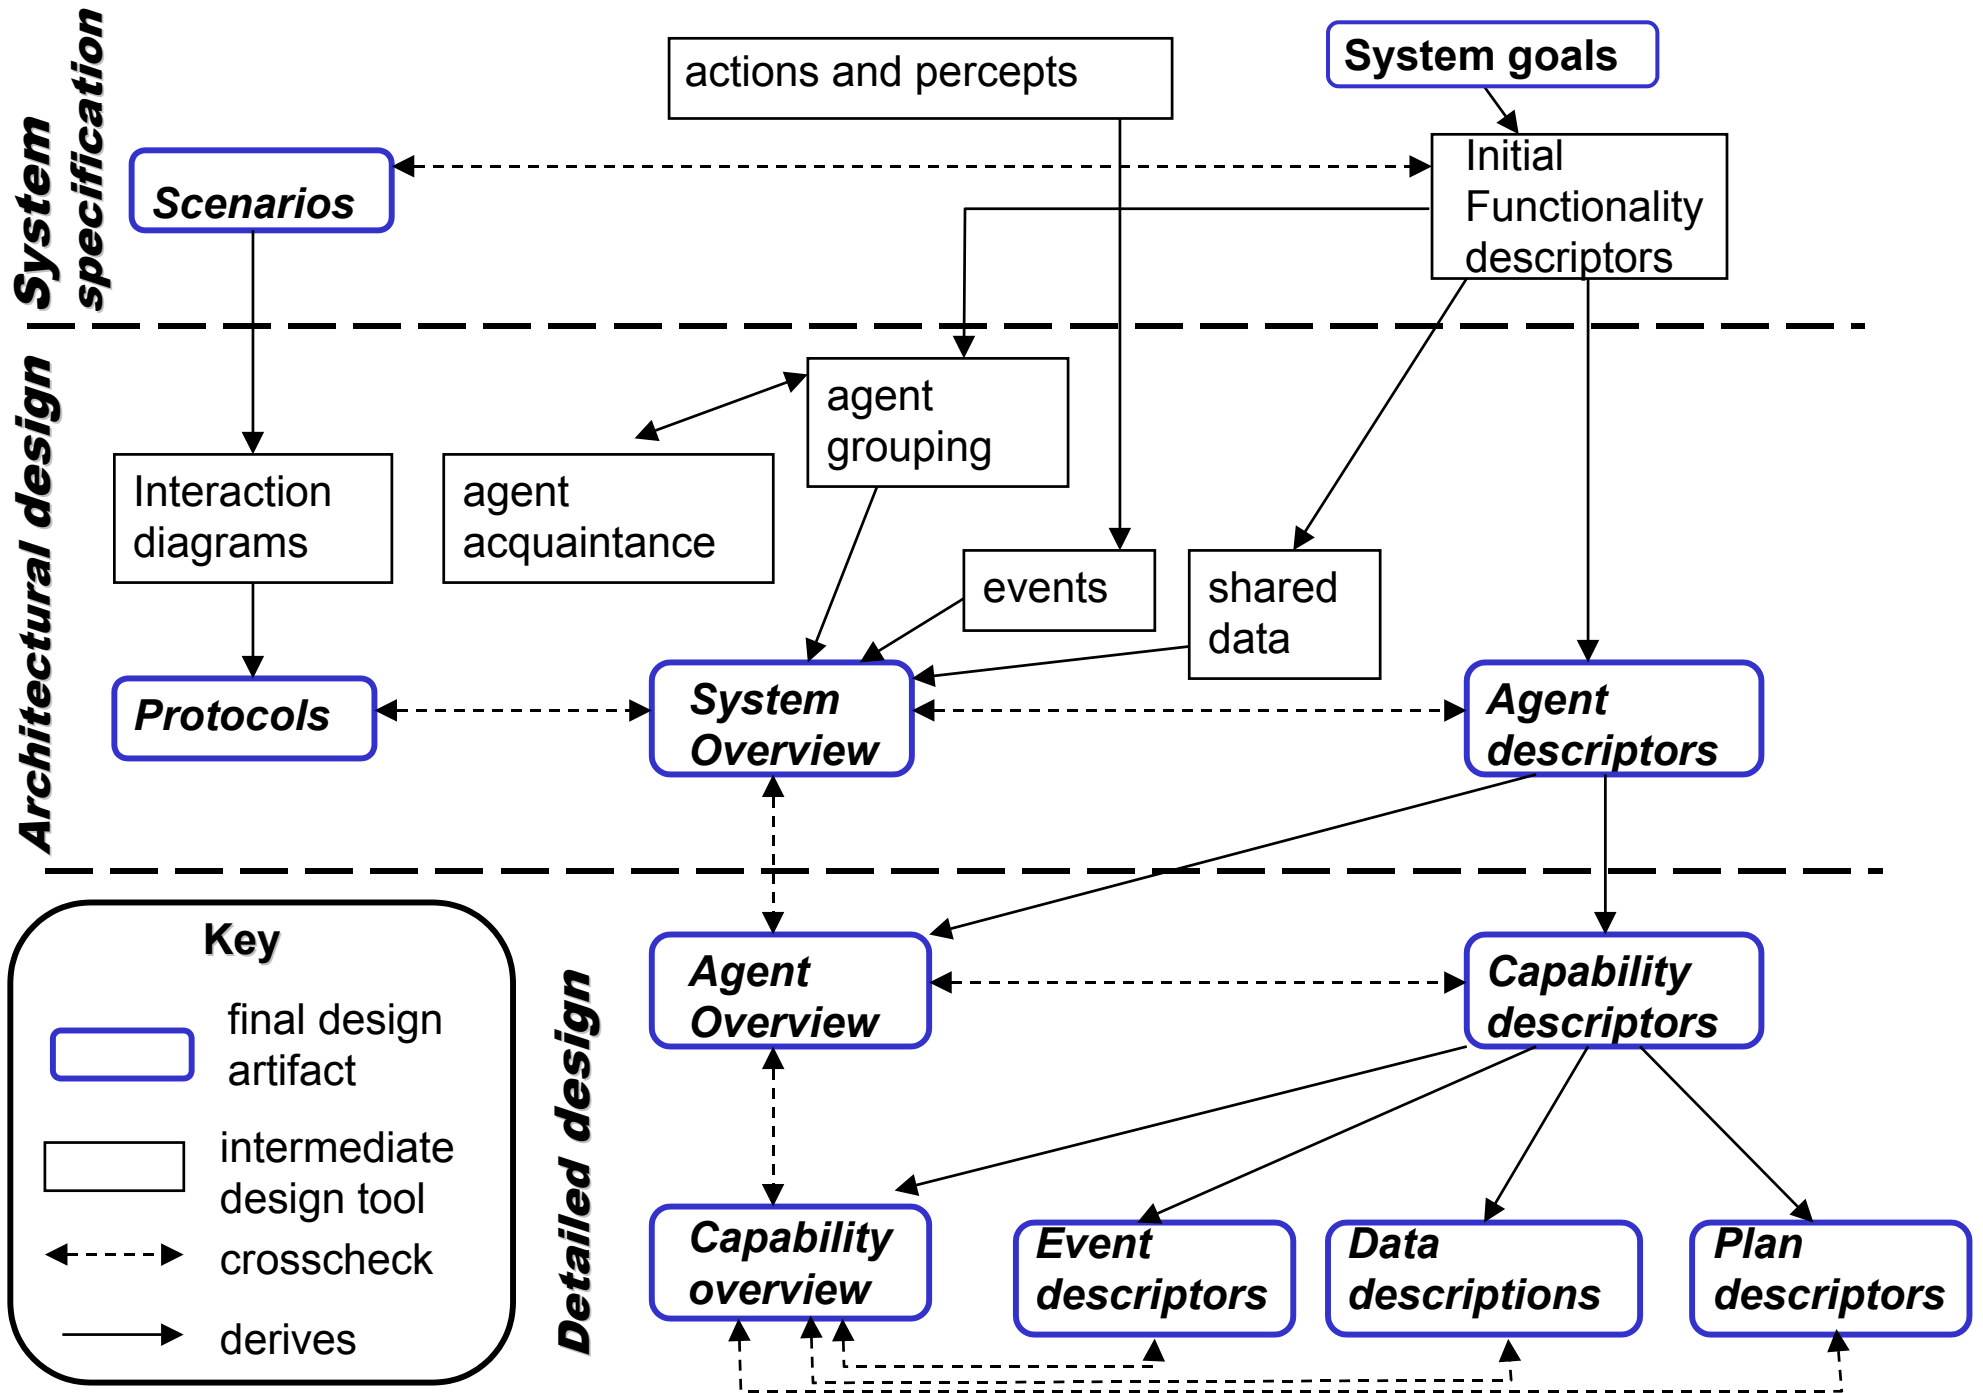 System
specification
actions and percepts
System goals
Scenarios
Initial
Functionality
descriptors
Architectural design
agent
grouping
Interaction
diagrams
agent
acquaintance
events
shared
data
Protocols
System
Overview
Agent
descriptors
Key
final design
artifact
intermediate
design tool
crosscheck
derives
Detailed design
Agent
Overview
Capability
descriptors
Capability
overview
Event
descriptors
Data
descriptions
Plan
descriptors